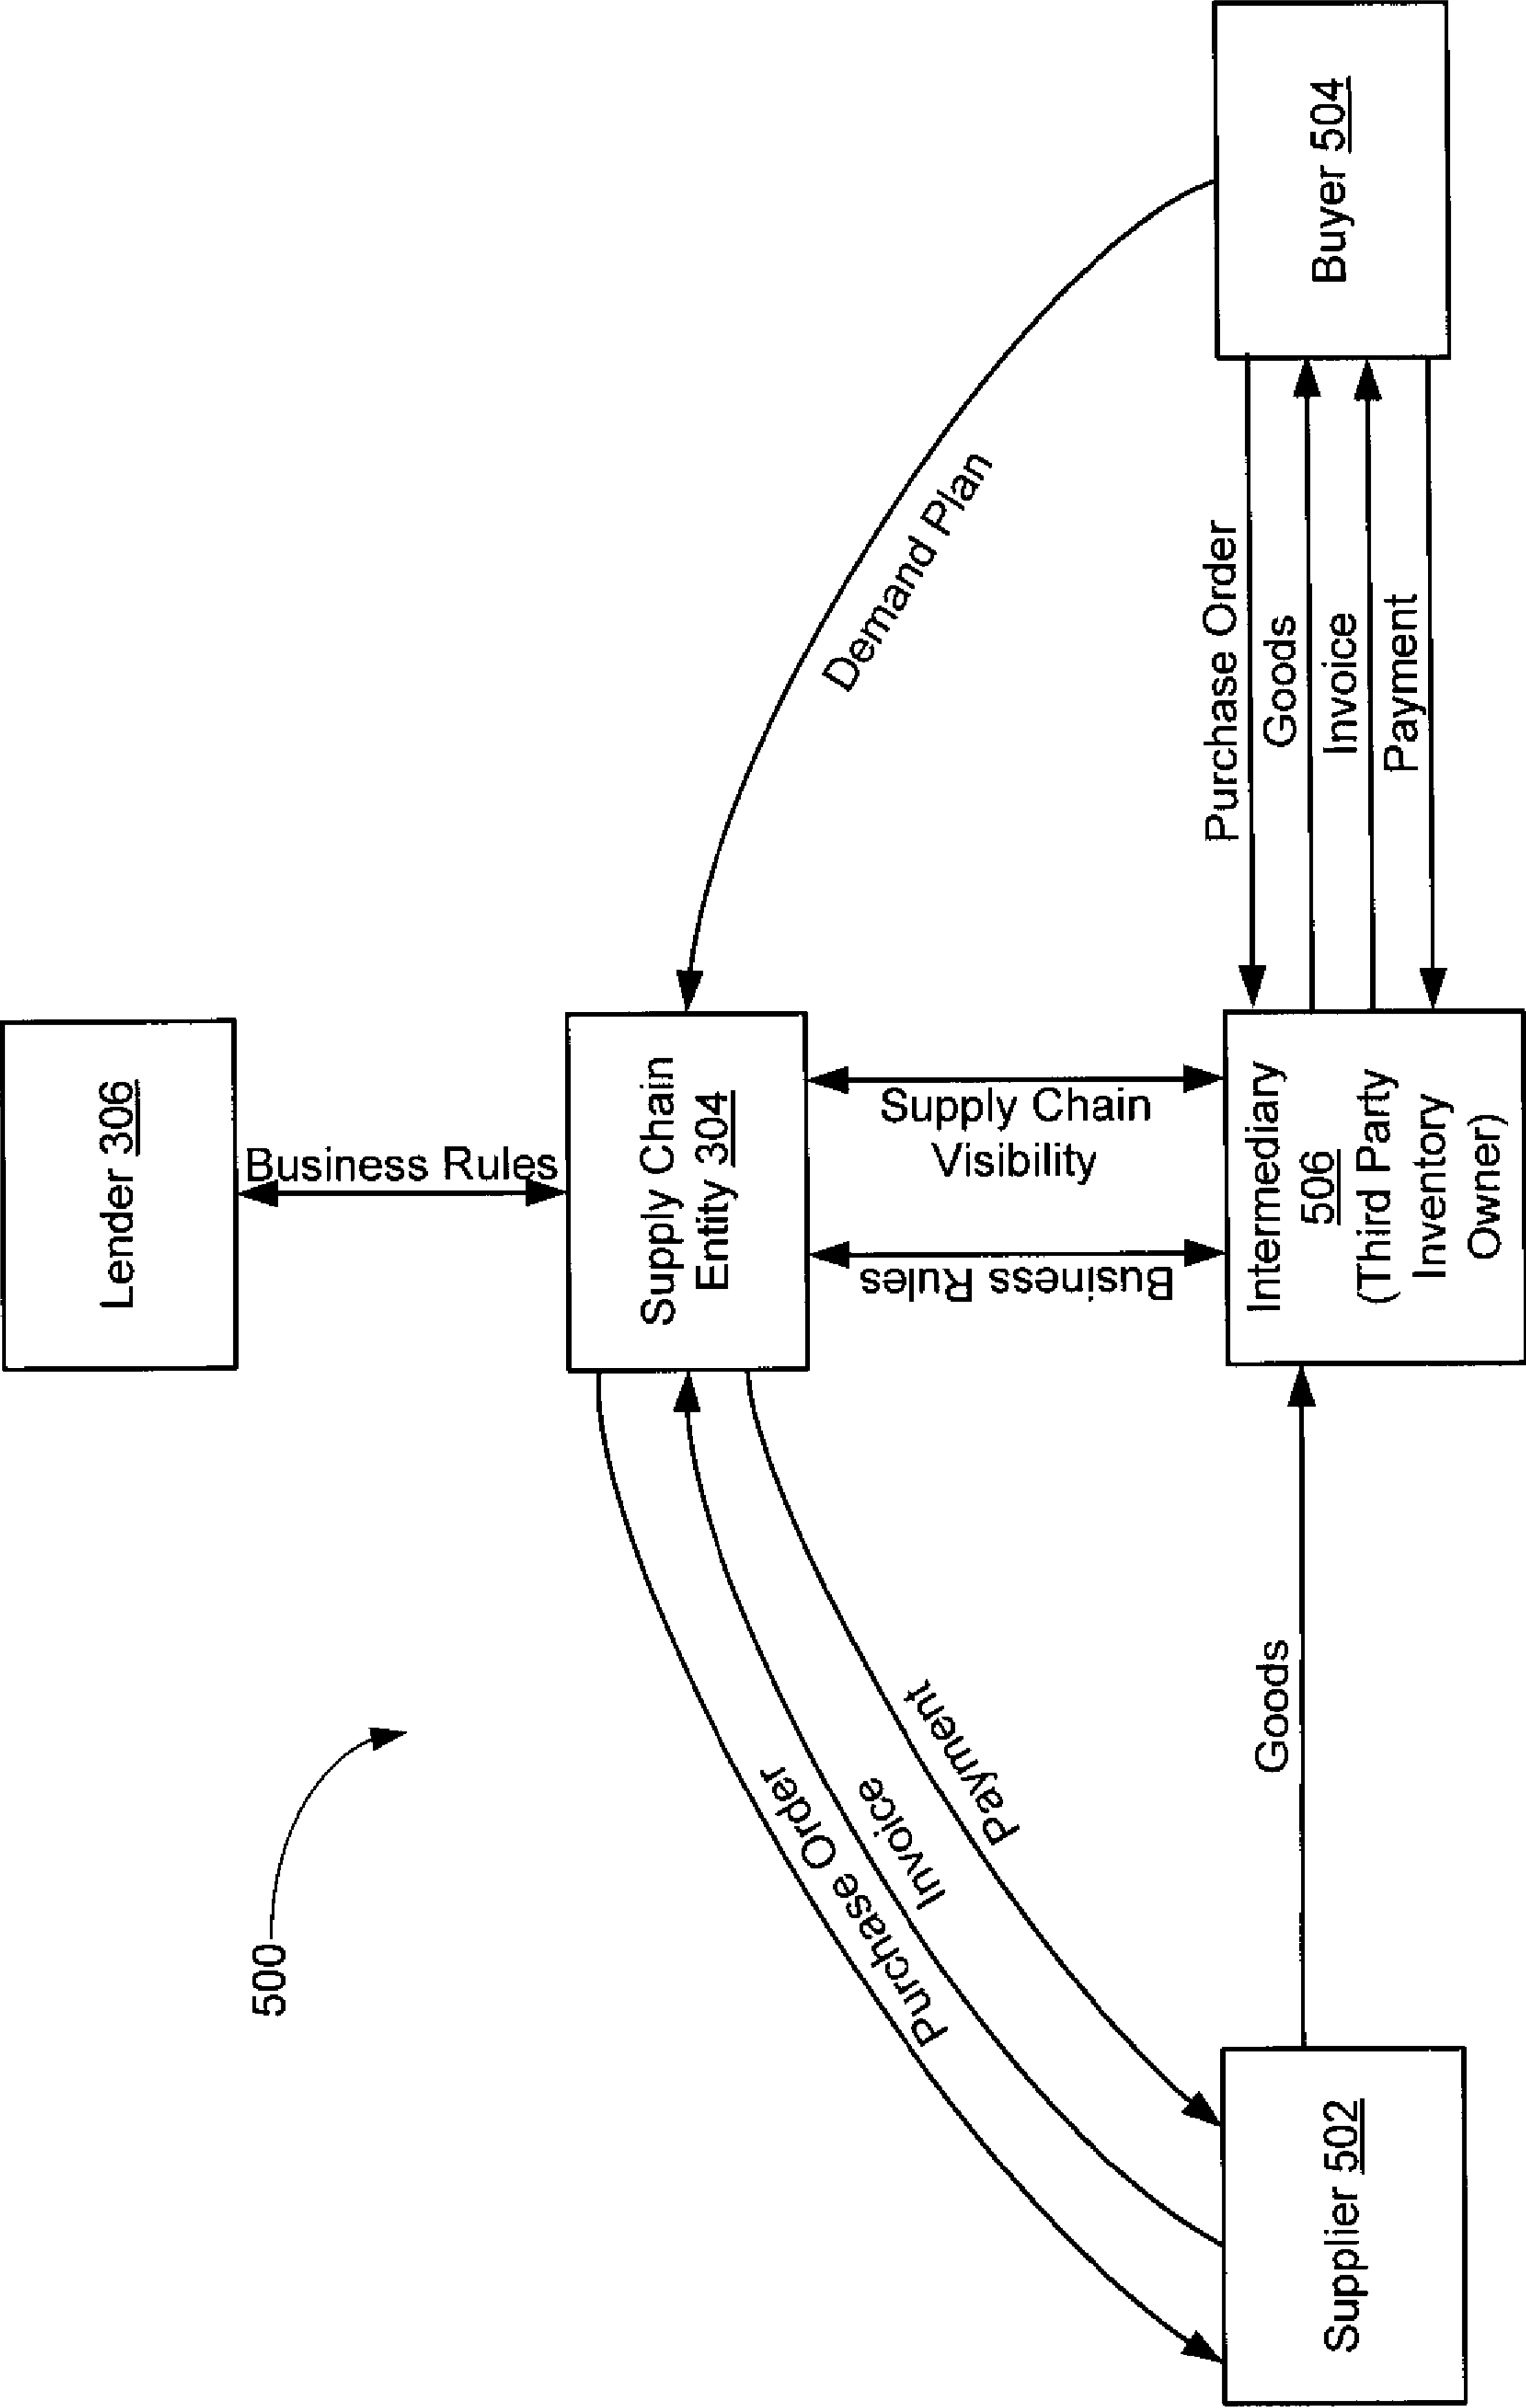 500
Lender 306
Business Rules
Supply Chain
Entity 304
Demand Plan
Purchase Order
Invoice
Payment
Business Rules
Supply Chain
Visibility
Supplier 502
Goods
Intermediary
506
(Third Party
Inventory
Owner)
Purchase Order
Goods
Invoice
Payment
Buyer 504